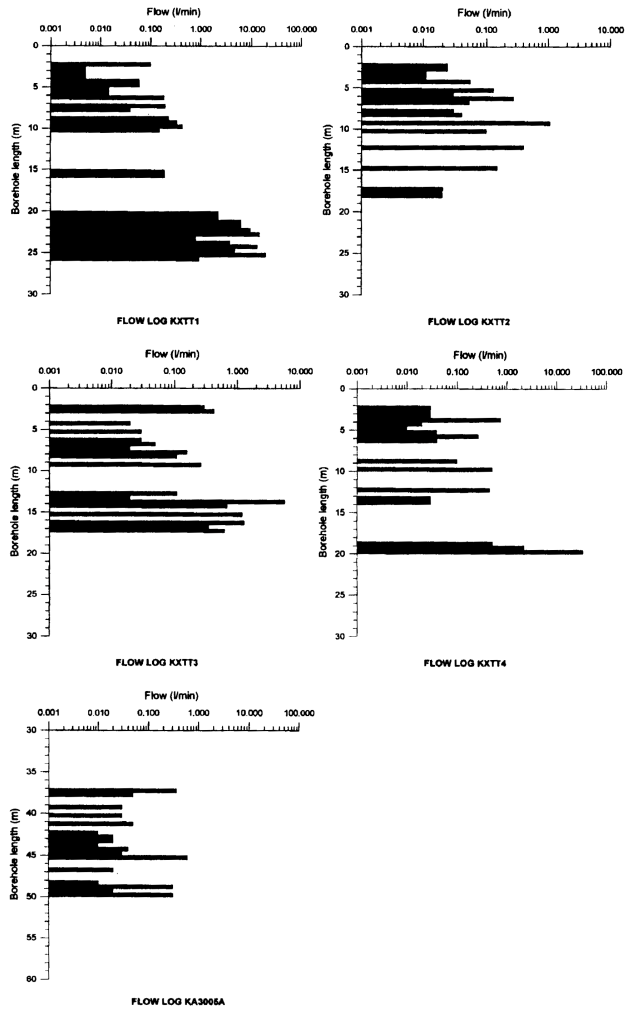 Flow (l/min)
0.001 0.010 0.100 1.000 10.000 100.000
0
5
10
15
20
25
30
Borehole length (m)
FLOW LOG KXTT1
Flow (l/min)
0.001 0.010 0.100 1.000 10.000
0
5
10
15
20
25
30
Borehole length (m)
FLOW LOG KXTT2
Flow (l/min)
0.001 0.010 0.100 1.000 10.000
0
5
10
15
20
25
30
Borehole length (m)
FLOW LOG KXTT3
Flow (l/min)
0.001 0.010 0.100 1.000 10.000 100.000
0
5
10
15
20
25
30
Borehole length (m)
FLOW LOG KXTT4
Flow (l/min)
0.001 0.010 0.100 1.000 10.000 100.000
30
35
40
45
50
55
60
Borehole length (m)
FLOW LOG KA3005A